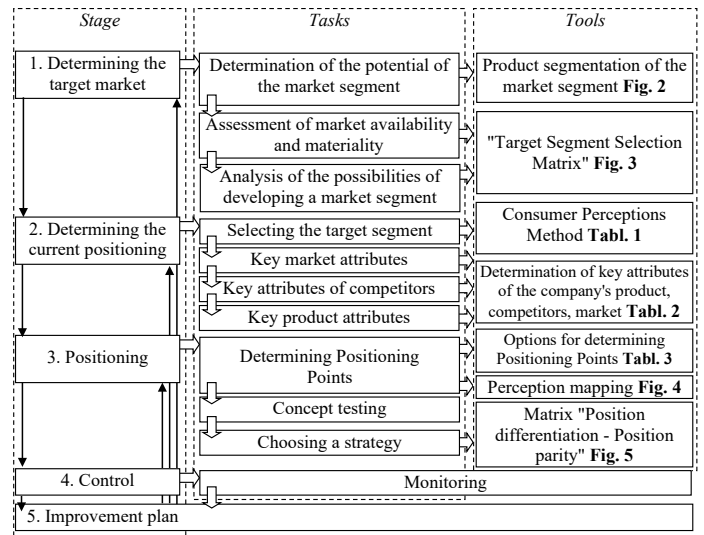 Stage
Tasks
Tools
1. Determining the
target market
Determination of the potential of
the market segment
Product segmentation of the
market segment Fig. 2
Assessment of market availability
and materiality
"Target Segment Selection
Matrix" Fig. 3
Analysis of the possibilities of
developing a market segment
2. Determining the
current positioning
Selecting the target segment
Consumer Perceptions
Method Tabl. 1
Key market attributes
Key attributes of competitors
Key product attributes
Determination of key attributes
of the company's product,
competitors, market Tabl. 2
3. Positioning
Determining Positioning
Points
Options for determining
Positioning Points Tabl. 3
Perception mapping Fig. 4
Concept testing
Choosing a strategy
Matrix "Position
differentiation - Position
parity" Fig. 5
4. Control
Monitoring
5. Improvement plan